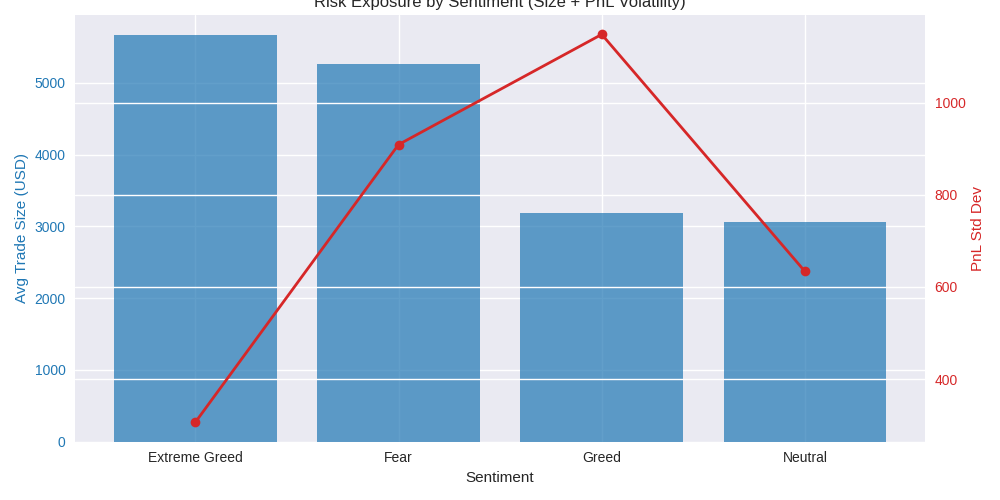 Risk Exposure by Sentiment (Size + PnL Volatility)
5000
4000
3000
2000
1000
0
Avg Trade Size (USD)
1000
800
600
400
PnL Std Dev
Extreme Greed
Fear
Greed
Neutral
Sentiment